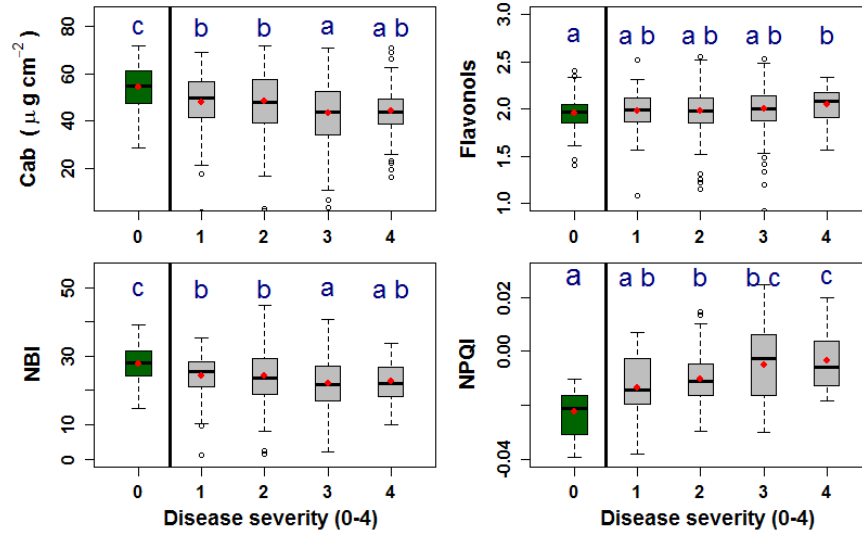 Cab ( μ g cm⁻²)
80
60
40
20
c b b a a b
0 1 2 3 4
Flavonols
3.0
2.5
2.0
1.5
1.0
a a b a b a b b
0 1 2 3 4
NBI
50
30
10
0
c b b a a b
0 1 2 3 4
Disease severity (0-4)
NPQI
0.02
0.00
-0.04
a a b b b c c
0 1 2 3 4
Disease severity (0-4)